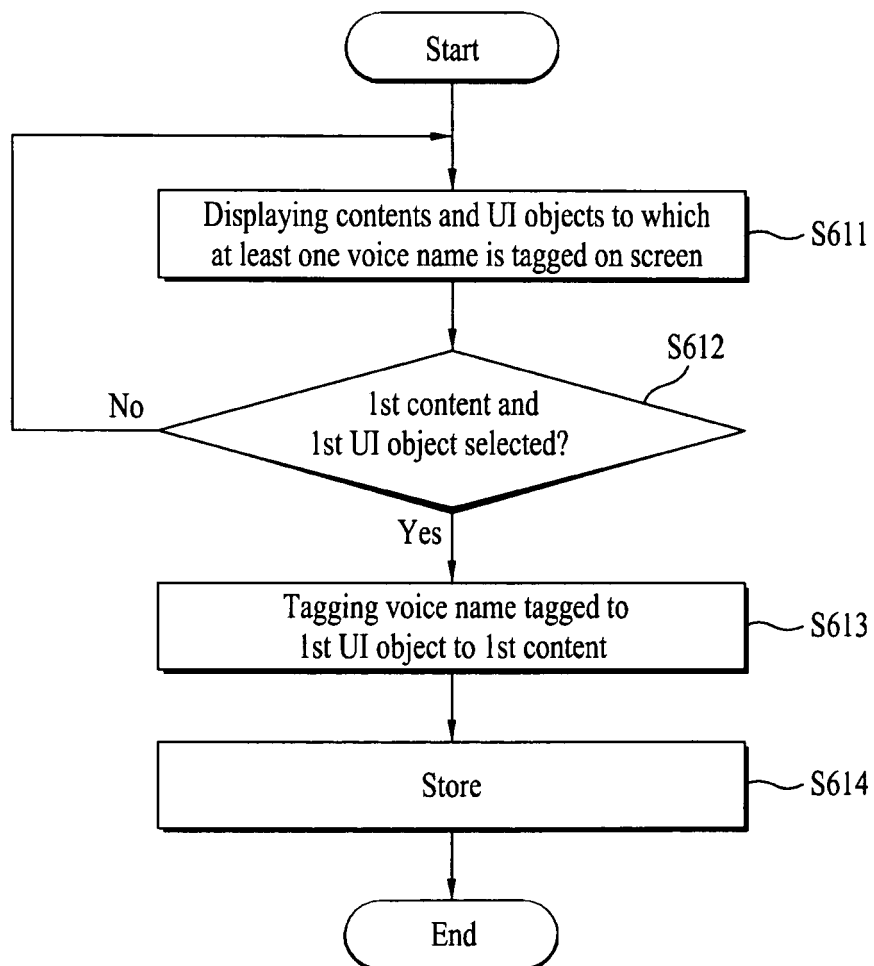 Start
Displaying contents and UI objects to which
at least one voice name is tagged on screen
S611
S612
1st content and
1st UI object selected?
No
Yes
Tagging voice name tagged to
1st UI object to 1st content
S613
Store
S614
End